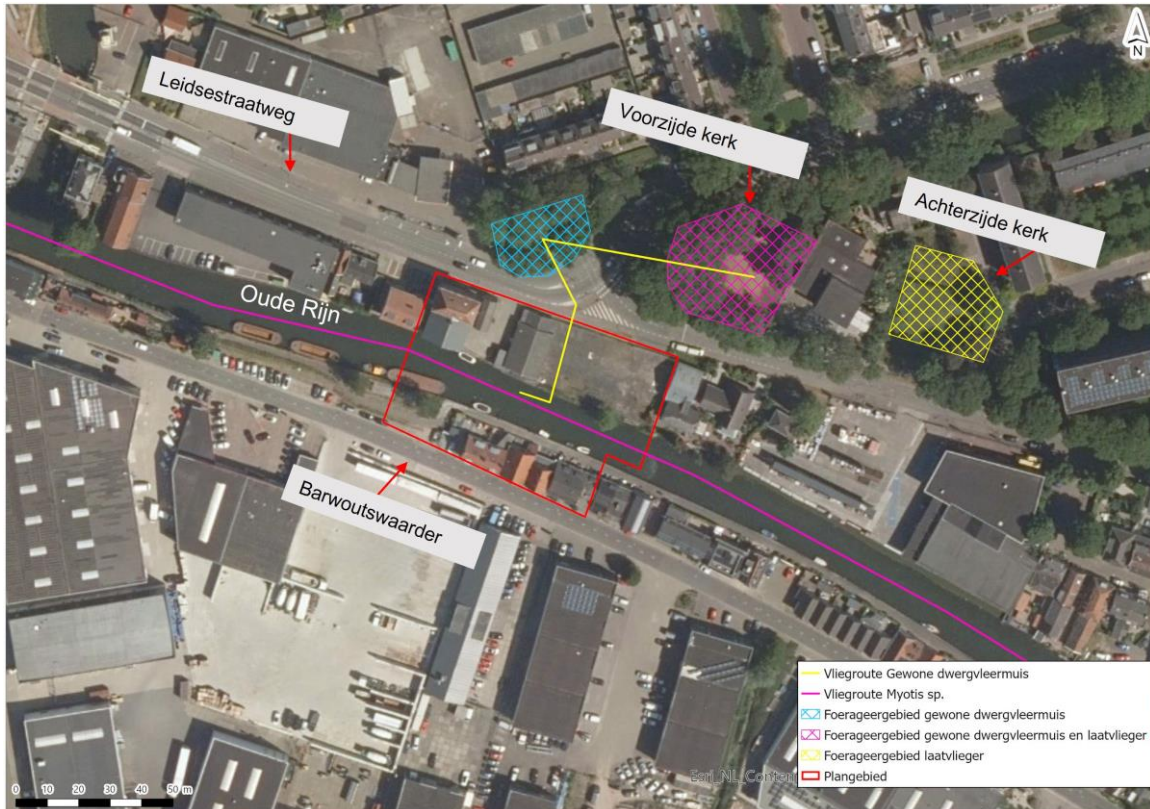 N
Leidsestraatweg
Voorzijde kerk
Achterzijde kerk
Oude Rijn
Barwoutswaarder
Vliegroute Gewone dwergvleermuis
Vliegroute Myotis sp.
Foerageergebied gewone dwergvleermuis
Foerageergebied gewone dwergvleermuis en laatvlieger
Foerageergebied laatvlieger
Plangebied
0 10 20 30 40 50 m
Esri_NL_Conten